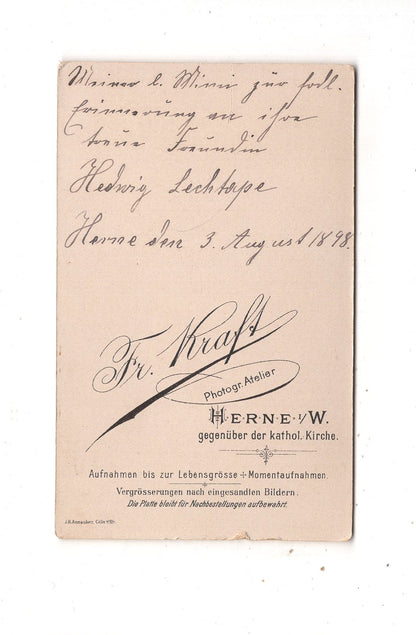 Meiner l. Mimi zur frdl.
Erinnerung an ihre
treue Freundin
Hedwig Lechtape
Herne den 3. August 1898.
Fr. Kraft
Photogr. Atelier
HERNE i/W.
gegenüber der kathol. Kirche.
Aufnahmen bis zur Lebensgrösse ÷ Momentaufnahmen.
Vergrösserungen nach eingesandten Bildern.
Die Platte bleibt für Nachbestellungen aufbewahrt.